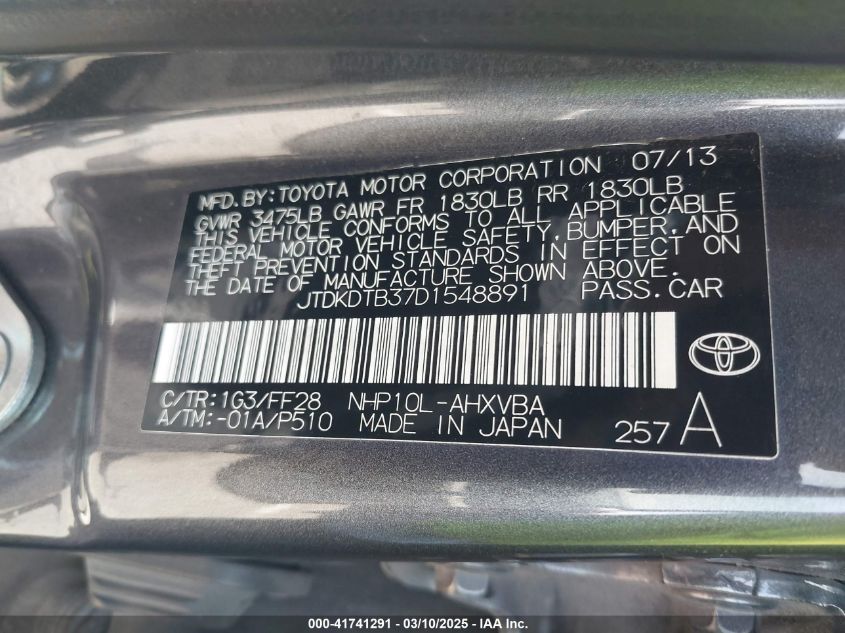 MFD. BY:TOYOTA MOTOR CORPORATION 07/13
GVWR 3475LB GAWR FR 1830LB RR 1830LB
THIS VEHICLE CONFORMS TO ALL APPLICABLE
FEDERAL MOTOR VEHICLE SAFETY,BUMPER,AND
THEFT PREVENTION STANDARDS IN EFFECT ON
THE DATE OF MANUFACTURE SHOWN ABOVE.
JTDKDTB37D1548891 PASS.CAR
C/TR:1G3/FF28 NHP10L-AHXVBA
A/TM:-01A/P510 MADE IN JAPAN 257A
000-41741291 - 03/10/2025 - IAA Inc.